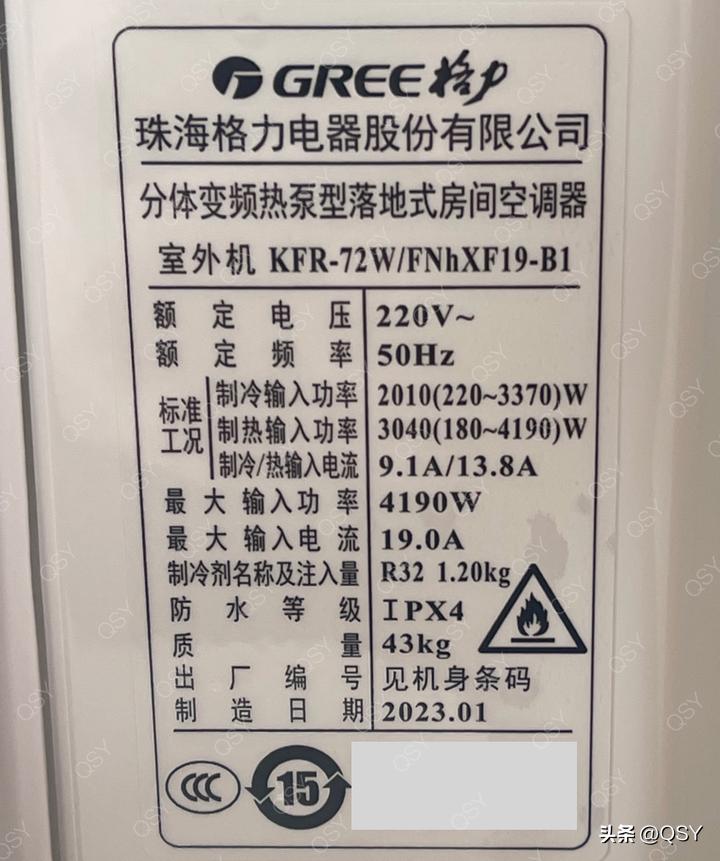 GREE格力
珠海格力电器股份有限公司
分体变频热泵型落地式房间空调器
室外机 KFR-72W/FNhXF19-B1
额定电压 220V~
额定频率 50Hz
标准工况
制冷输入功率 2010(220~3370)W
制热输入功率 3040(180~4190)W
制冷/热输入电流 9.1A/13.8A
最大输入功率 4190W
最大输入电流 19.0A
制冷剂名称及注入量 R32 1.20kg
防水等级 IPX4
质量 43kg
出厂编号 见机身条码
制造日期 2023.01
CCC 15
头条 @QSY
QSY